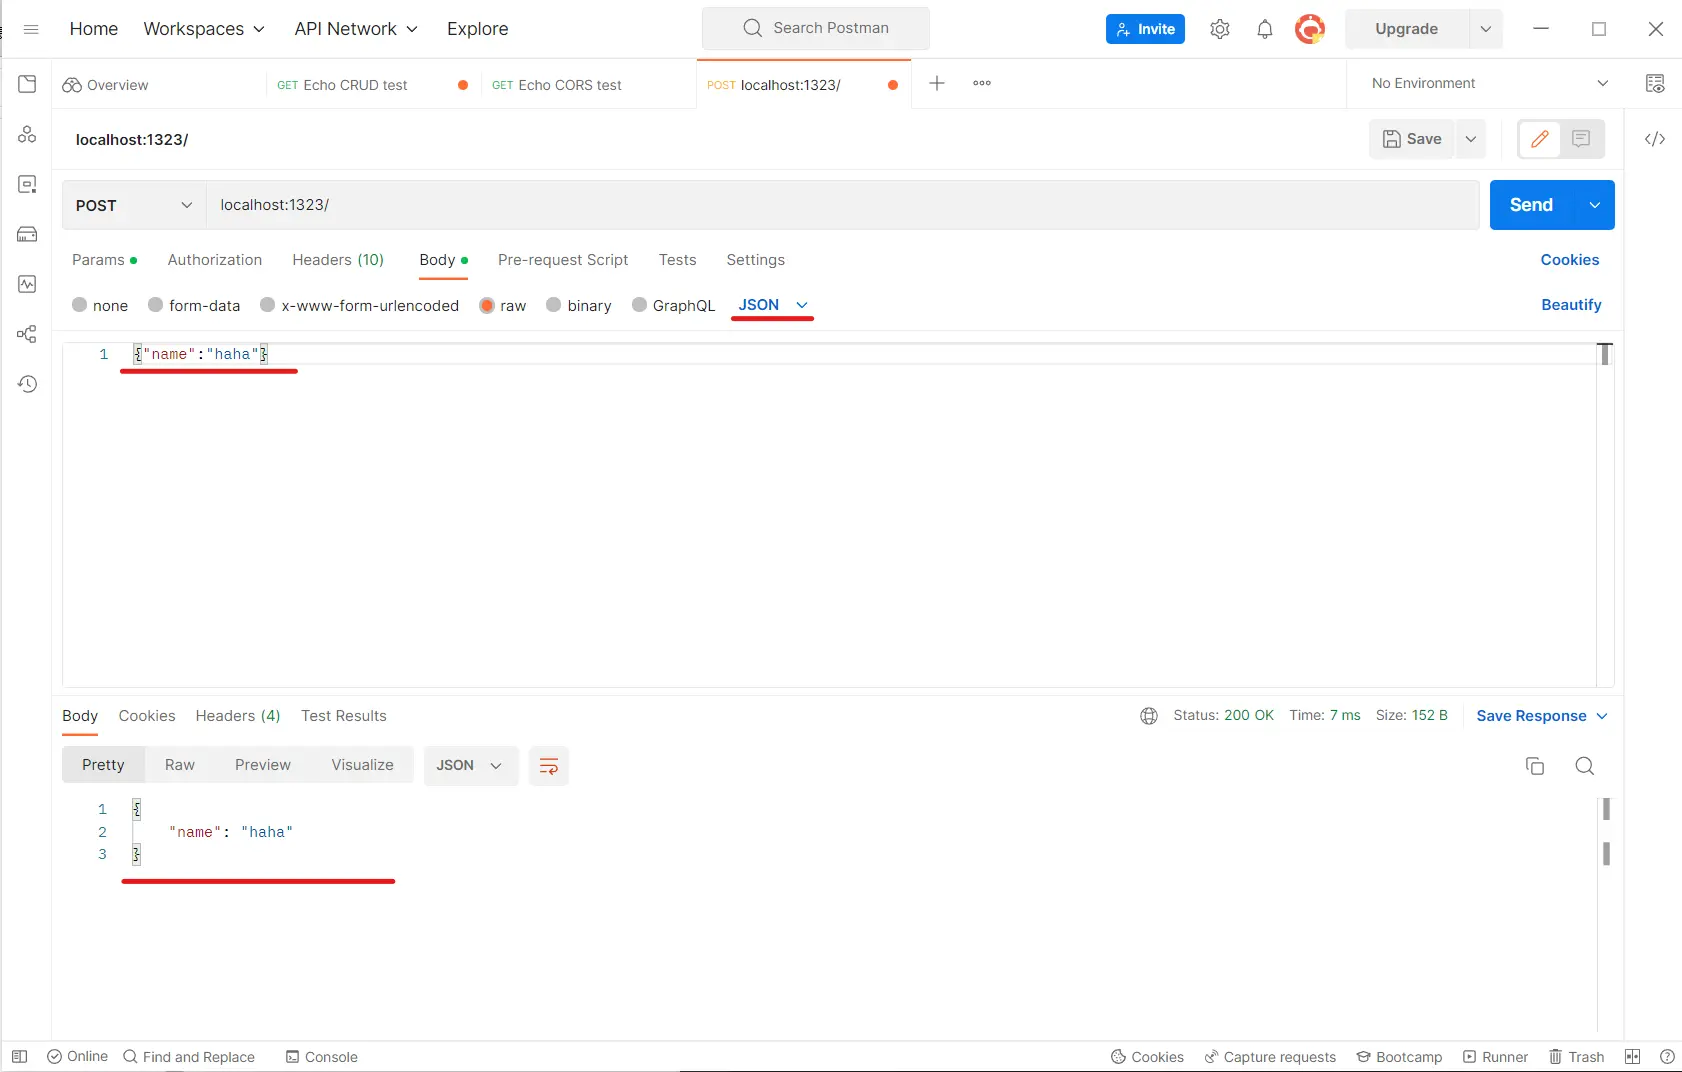 Home Workspaces API Network Explore Search Postman Invite Upgrade
Overview GET Echo CRUD test GET Echo CORS test POST localhost:1323/ No Environment
localhost:1323/ Save
POST localhost:1323/ Send
Params Authorization Headers (10) Body Pre-request Script Tests Settings Cookies
none form-data x-www-form-urlencoded raw binary GraphQL JSON Beautify
1 {"name":"haha"}
Body Cookies Headers (4) Test Results Status: 200 OK Time: 7 ms Size: 152 B Save Response
Pretty Raw Preview Visualize JSON
1 {
2 "name": "haha"
3 }
Online Find and Replace Console Cookies Capture requests Bootcamp Runner Trash